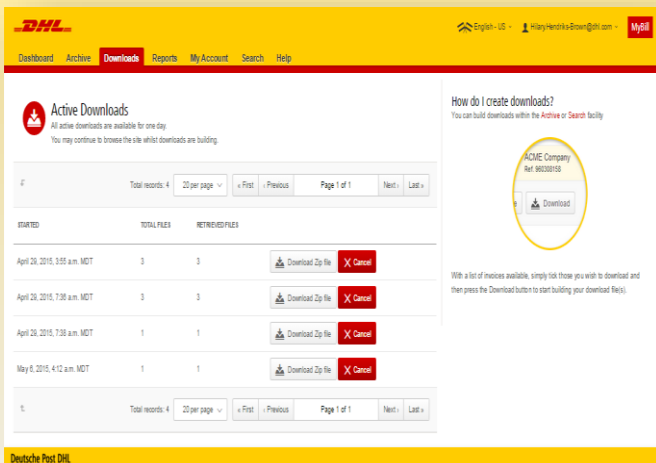 DHL
English - US
HilaryHendriks-Brown@dhl.com
MyBill
Dashboard Archive Downloads Reports My Account Search Help
Active Downloads
All active downloads are available for one day.
You may continue to browse the site whilst downloads are building.
Total records: 4 20 per page « First ‹ Previous Page 1 of 1 Next › Last »
STARTED TOTAL FILES RETRIEVED FILES
April 29, 2015, 3:55 a.m. MDT 3 3 Download Zip file X Cancel
April 29, 2015, 7:36 a.m. MDT 3 3 Download Zip file X Cancel
April 29, 2015, 7:38 a.m. MDT 1 1 Download Zip file X Cancel
May 6, 2015, 4:12 a.m. MDT 1 1 Download Zip file X Cancel
Total records: 4 20 per page « First ‹ Previous Page 1 of 1 Next › Last »
How do I create downloads?
You can build downloads within the Archive or Search facility
ACME Company
Ref. 960308158
e Download
With a list of invoices available, simply tick those you wish to download and
then press the Download button to start building your download file(s).
Deutsche Post DHL